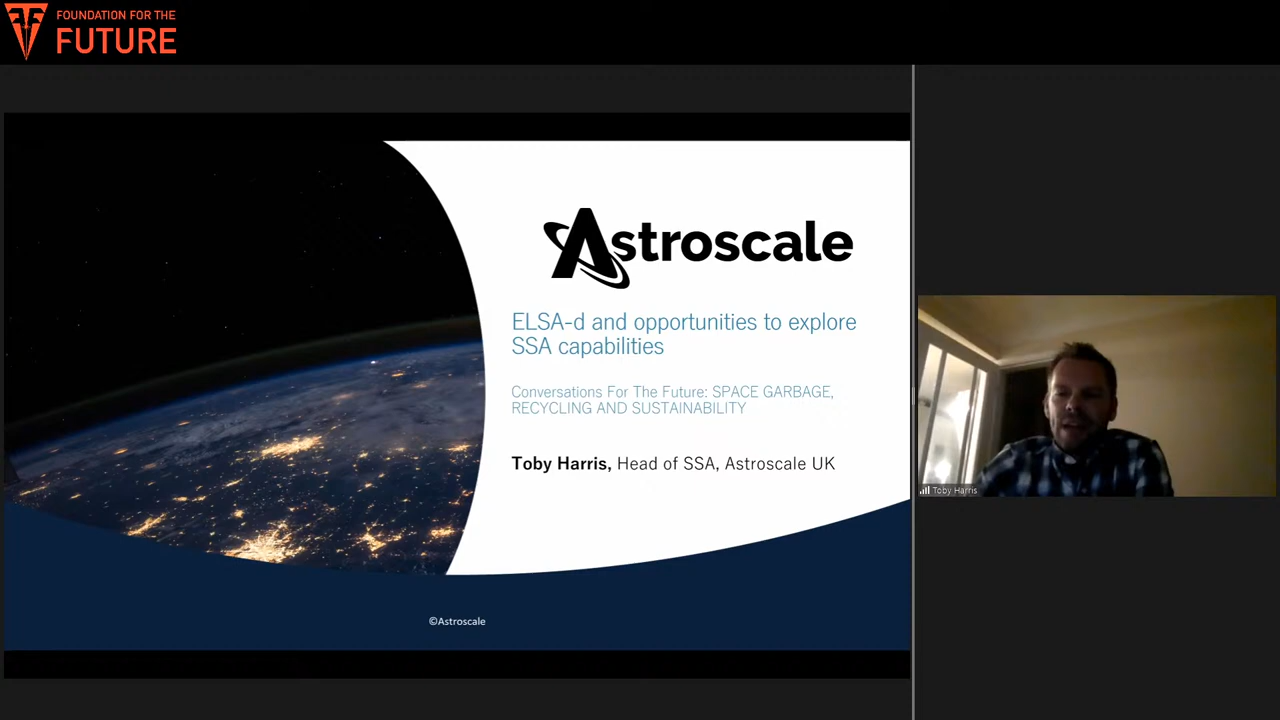 FOUNDATION FOR THE
FUTURE
Astroscale
ELSA-d and opportunities to explore
SSA capabilities
Conversations For The Future: SPACE GARBAGE,
RECYCLING AND SUSTAINABILITY
Toby Harris, Head of SSA, Astroscale UK
©Astroscale
Toby Harris